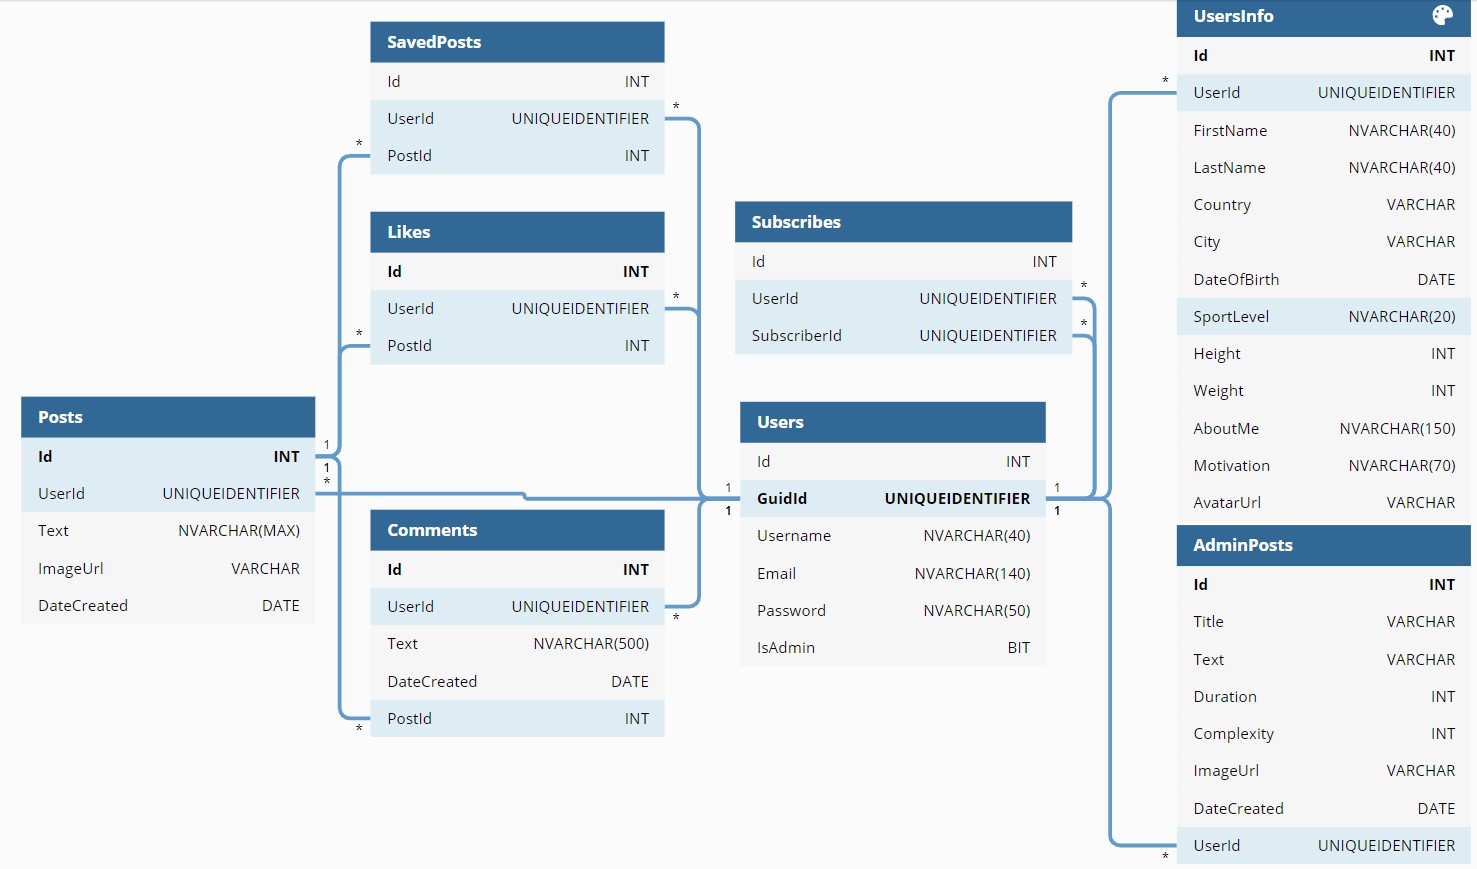 SavedPosts
Id INT
* UserId UNIQUEIDENTIFIER
* PostId INT
Likes
Id INT
UserId UNIQUEIDENTIFIER *
* PostId INT
Posts
Id INT 1
1
UserId UNIQUEIDENTIFIER *
Text NVARCHAR(MAX)
ImageUrl VARCHAR
DateCreated DATE
Comments
Id INT
UserId UNIQUEIDENTIFIER *
Text NVARCHAR(500)
DateCreated DATE
* PostId INT
Subscribes
Id INT
UserId UNIQUEIDENTIFIER *
SubscriberId UNIQUEIDENTIFIER *
Users
Id INT
1 GuidId UNIQUEIDENTIFIER 1
1 1
Username NVARCHAR(40)
Email NVARCHAR(140)
Password NVARCHAR(50)
IsAdmin BIT
UsersInfo
Id INT
* UserId UNIQUEIDENTIFIER
FirstName NVARCHAR(40)
LastName NVARCHAR(40)
Country VARCHAR
City VARCHAR
DateOfBirth DATE
SportLevel NVARCHAR(20)
Height INT
Weight INT
AboutMe NVARCHAR(150)
Motivation NVARCHAR(70)
AvatarUrl VARCHAR
AdminPosts
Id INT
Title VARCHAR
Text VARCHAR
Duration INT
Complexity INT
ImageUrl VARCHAR
DateCreated DATE
* UserId UNIQUEIDENTIFIER